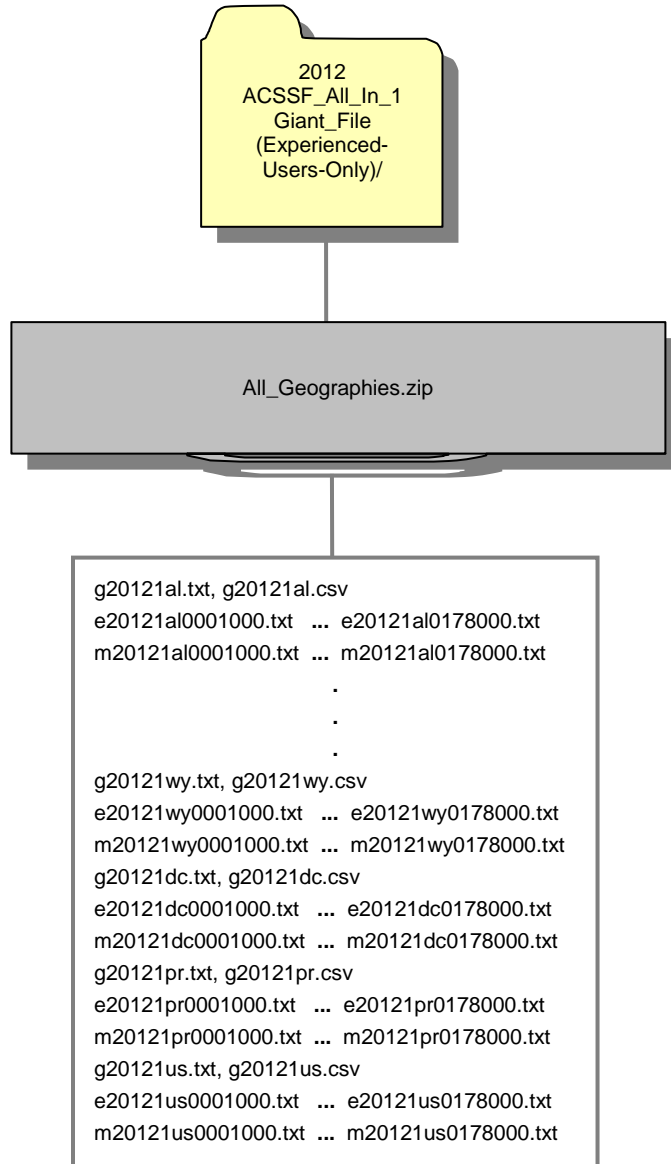 2012
ACSSF_All_In_1
Giant_File
(Experienced-
Users-Only)/
All_Geographies.zip
g20121al.txt, g20121al.csv
e20121al0001000.txt ... e20121al0178000.txt
m20121al0001000.txt ... m20121al0178000.txt
.
.
.
g20121wy.txt, g20121wy.csv
e20121wy0001000.txt ... e20121wy0178000.txt
m20121wy0001000.txt ... m20121wy0178000.txt
g20121dc.txt, g20121dc.csv
e20121dc0001000.txt ... e20121dc0178000.txt
m20121dc0001000.txt ... m20121dc0178000.txt
g20121pr.txt, g20121pr.csv
e20121pr0001000.txt ... e20121pr0178000.txt
m20121pr0001000.txt ... m20121pr0178000.txt
g20121us.txt, g20121us.csv
e20121us0001000.txt ... e20121us0178000.txt
m20121us0001000.txt ... m20121us0178000.txt